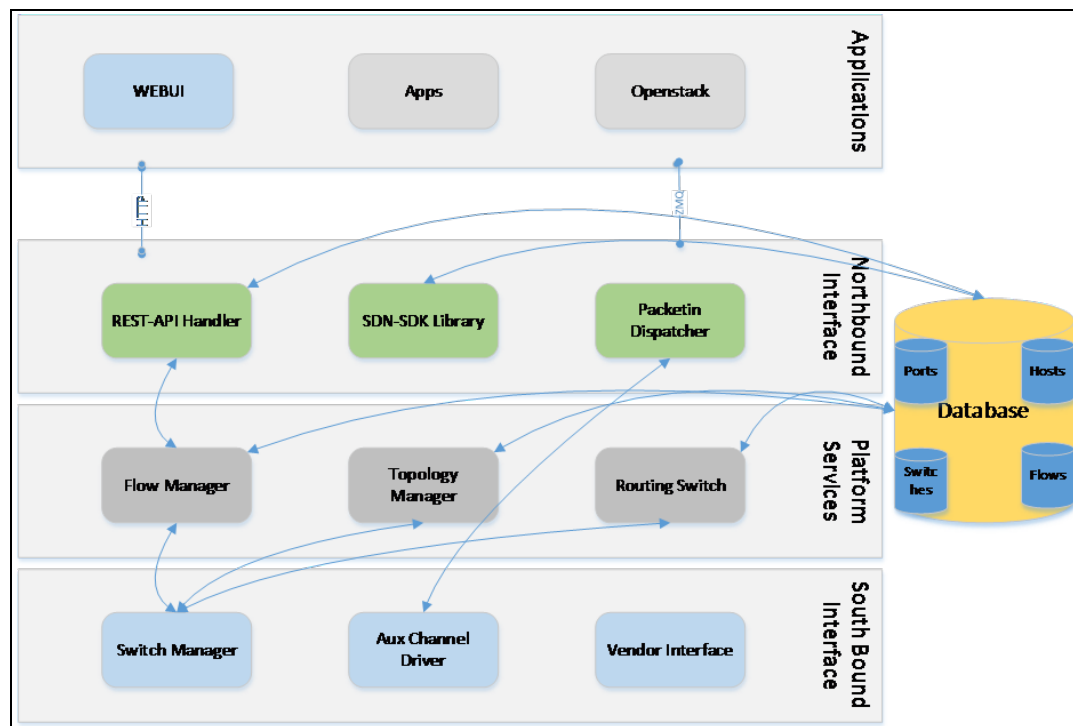 WEBUI
Apps
Openstack
Applications
HTTP
ZMQ
REST-API Handler
SDN-SDK Library
Packetin
Dispatcher
Northbound
Interface
Ports
Hosts
Database
Switc
hes
Flows
Flow Manager
Topology
Manager
Routing Switch
Platform
Services
Switch Manager
Aux Channel
Driver
Vendor Interface
South Bound
Interface